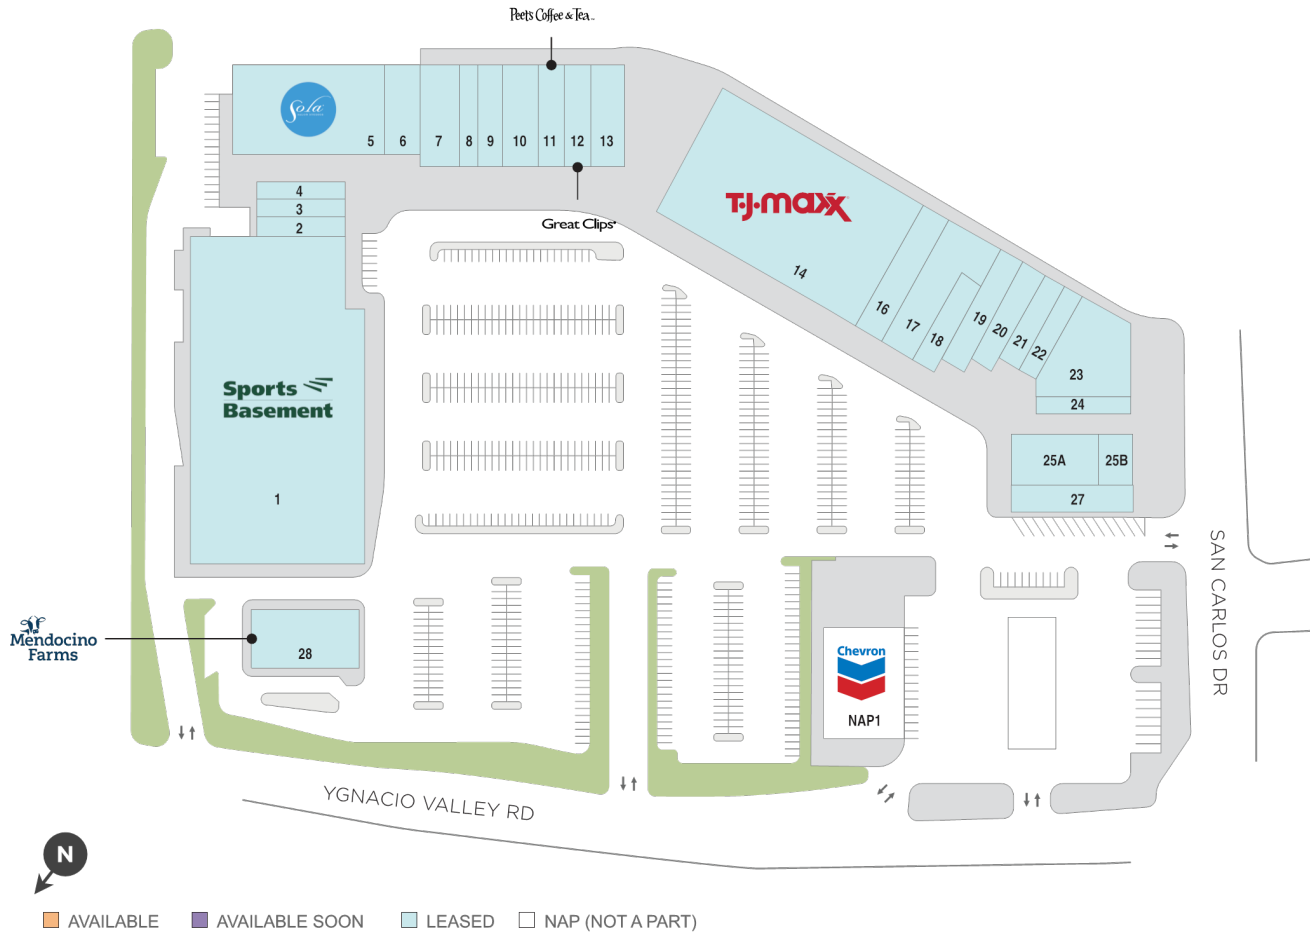 Peet's Coffee & Tea
Sola
5
6
7
8
9
10
11
12
13
4
3
2
Great Clips
T·J·maxx
14
16
17
18
19
20
21
22
23
24
25A
25B
27
Sports
Basement
1
SAN CARLOS DR
Mendocino
Farms
28
Chevron
NAP1
YGNACIO VALLEY RD
N
AVAILABLE
AVAILABLE SOON
LEASED
NAP (NOT A PART)